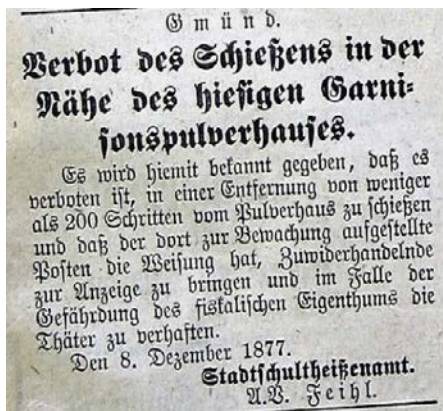 Gmünd.
Verbot des Schießens in der
Nähe des hiesigen Garni-
sonspulverhauses.
Es wird hiemit bekannt gegeben, daß es
verboten ist, in einer Entfernung von weniger
als 200 Schritten vom Pulverhaus zu schießen
und daß der dort zur Bewachung aufgestellte
Posten die Weisung hat, Zuwiderhandelnde
zur Anzeige zu bringen und im Falle der
Gefährdung des fiskalischen Eigenthums die
Thäter zu verhaften.
Den 8. Dezember 1877.
Stadtschultheißenamt.
A.V. Feihl.